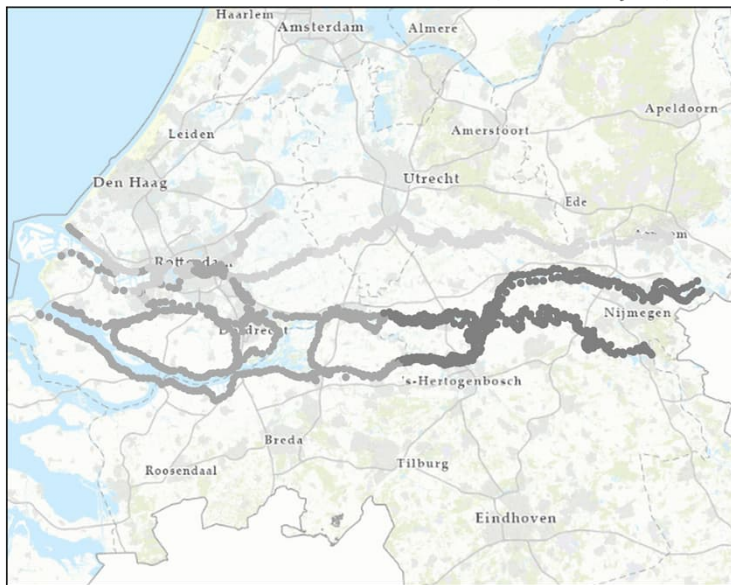 Haarlem
Amsterdam
Almere
Apeldoorn
Leiden
Amersfoort
Den Haag
Utrecht
Ede
Nijmegen
's-Hertogenbosch
Breda
Roosendaal
Tilburg
Eindhoven